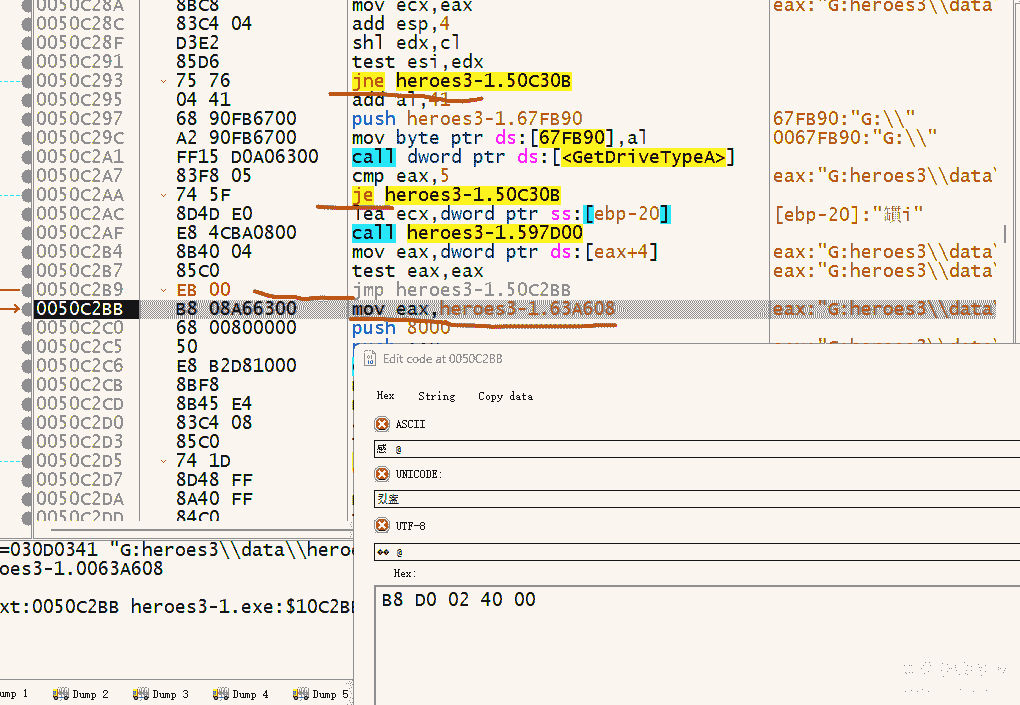 0050C28A 8BC8 mov ecx,eax eax:"G:heroes3\\data\
0050C28C 83C4 04 add esp,4
0050C28F D3E2 shl edx,cl
0050C291 85D6 test esi,edx
0050C293 75 76 jne heroes3-1.50C30B
0050C295 04 41 add al,41
0050C297 68 90FB6700 push heroes3-1.67FB90 67FB90:"G:\\"
0050C29C A2 90FB6700 mov byte ptr ds:[67FB90],al 0067FB90:"G:\\"
0050C2A1 FF15 D0A06300 call dword ptr ds:[<GetDriveTypeA>]
0050C2A7 83F8 05 cmp eax,5 eax:"G:heroes3\\data\
0050C2AA 74 5F je heroes3-1.50C30B
0050C2AC 8D4D E0 lea ecx,dword ptr ss:[ebp-20] [ebp-20]:"罎i"
0050C2AF E8 4CBA0800 call heroes3-1.597D00
0050C2B4 8B40 04 mov eax,dword ptr ds:[eax+4] eax:"G:heroes3\\data\
0050C2B7 85C0 test eax,eax eax:"G:heroes3\\data\
0050C2B9 EB 00 jmp heroes3-1.50C2BB
0050C2BB B8 08A66300 mov eax,heroes3-1.63A608 eax:"G:heroes3\\data\
0050C2C0 68 00800000 push 8000
0050C2C5 50
0050C2C6 E8 B2D81000
0050C2CB 8BF8
0050C2CD 8B45 E4
0050C2D0 83C4 08
0050C2D3 85C0
0050C2D5 74 1D
0050C2D7 8D48 FF
0050C2DA 8A40 FF
0050C2DD 84C0
=030D0341 "G:heroes3\\data\\hero
oes3-1.0063A608
xt:0050C2BB heroes3-1.exe:$10C2BB
ump 1 Dump 2 Dump 3 Dump 4 Dump 5
Edit code at 0050C2BB
Hex String Copy data
ASCII
@
UNICODE:
UTF-8
@
Hex:
B8 D0 02 40 00